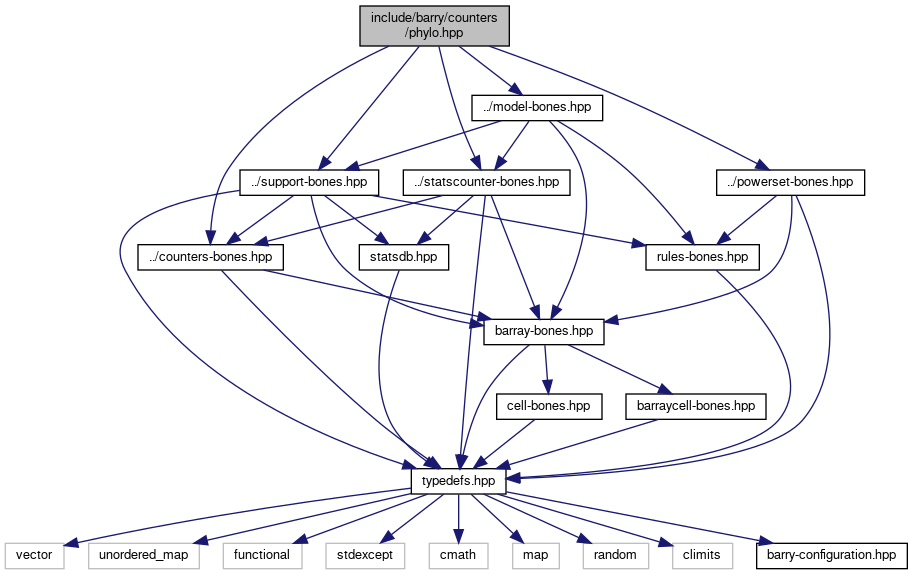 include/barry/counters
/phylo.hpp
../model-bones.hpp
../support-bones.hpp
../statscounter-bones.hpp
../powerset-bones.hpp
../counters-bones.hpp
statsdb.hpp
rules-bones.hpp
barray-bones.hpp
cell-bones.hpp
barraycell-bones.hpp
typedefs.hpp
vector
unordered_map
functional
stdexcept
cmath
map
random
climits
barry-configuration.hpp